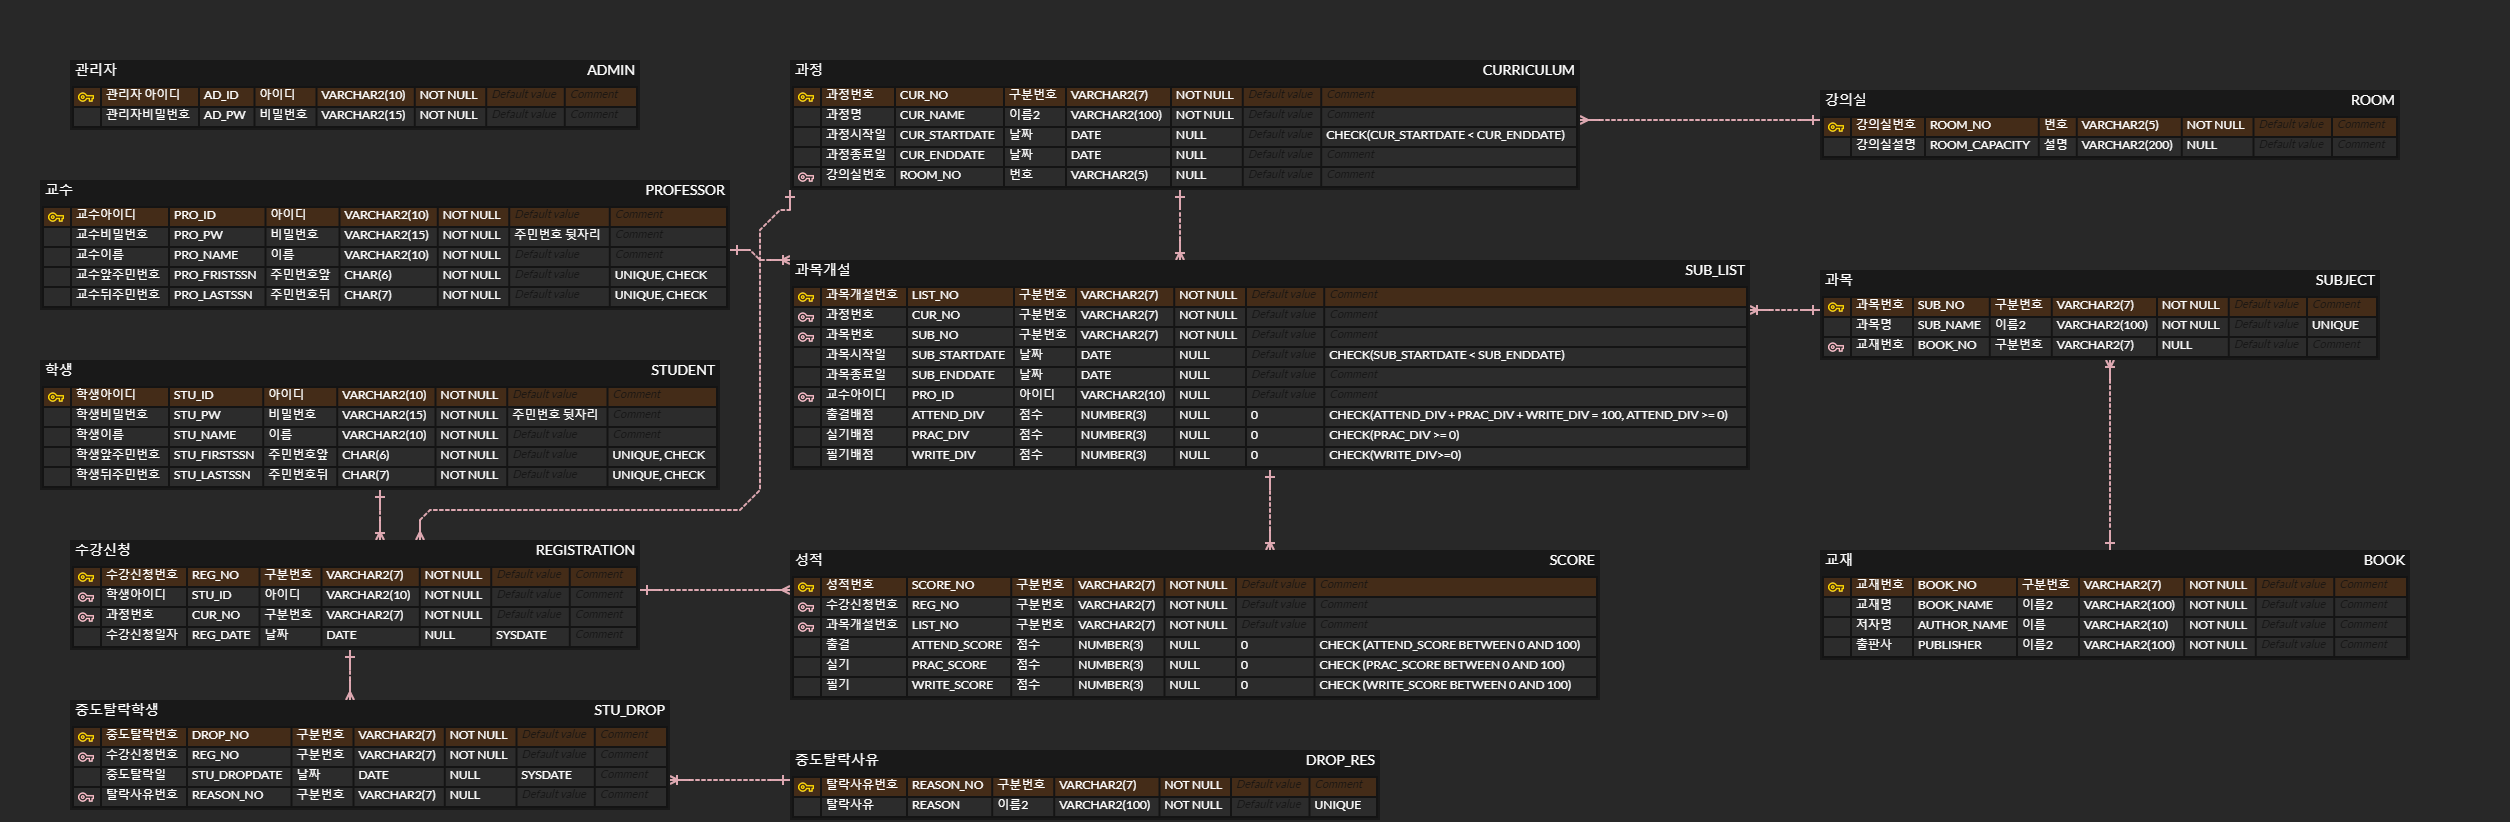 관리자 ADMIN
관리자 아이디 AD_ID 아이디 VARCHAR2(10) NOT NULL Default value Comment
관리자비밀번호 AD_PW 비밀번호 VARCHAR2(15) NOT NULL Default value Comment
교수 PROFESSOR
교수아이디 PRO_ID 아이디 VARCHAR2(10) NOT NULL Default value Comment
교수비밀번호 PRO_PW 비밀번호 VARCHAR2(15) NOT NULL 주민번호 뒷자리 Comment
교수이름 PRO_NAME 이름 VARCHAR2(10) NOT NULL Default value Comment
교수앞주민번호 PRO_FRISTSSN 주민번호앞 CHAR(6) NOT NULL Default value UNIQUE, CHECK
교수뒤주민번호 PRO_LASTSSN 주민번호뒤 CHAR(7) NOT NULL Default value UNIQUE, CHECK
학생 STUDENT
학생아이디 STU_ID 아이디 VARCHAR2(10) NOT NULL Default value Comment
학생비밀번호 STU_PW 비밀번호 VARCHAR2(15) NOT NULL 주민번호 뒷자리 Comment
학생이름 STU_NAME 이름 VARCHAR2(10) NOT NULL Default value Comment
학생앞주민번호 STU_FIRSTSSN 주민번호앞 CHAR(6) NOT NULL Default value UNIQUE, CHECK
학생뒤주민번호 STU_LASTSSN 주민번호뒤 CHAR(7) NOT NULL Default value UNIQUE, CHECK
수강신청 REGISTRATION
수강신청번호 REG_NO 구분번호 VARCHAR2(7) NOT NULL Default value Comment
학생아이디 STU_ID 아이디 VARCHAR2(10) NOT NULL Default value Comment
과정번호 CUR_NO 구분번호 VARCHAR2(7) NOT NULL Default value Comment
수강신청일자 REG_DATE 날짜 DATE NULL SYSDATE Comment
중도탈락학생 STU_DROP
중도탈락번호 DROP_NO 구분번호 VARCHAR2(7) NOT NULL Default value Comment
수강신청번호 REG_NO 구분번호 VARCHAR2(7) NOT NULL Default value Comment
중도탈락일 STU_DROPDATE 날짜 DATE NULL SYSDATE Comment
탈락사유번호 REASON_NO 구분번호 VARCHAR2(7) NULL Default value Comment
과정 CURRICULUM
과정번호 CUR_NO 구분번호 VARCHAR2(7) NOT NULL Default value Comment
과정명 CUR_NAME 이름2 VARCHAR2(100) NOT NULL Default value Comment
과정시작일 CUR_STARTDATE 날짜 DATE NULL Default value CHECK(CUR_STARTDATE < CUR_ENDDATE)
과정종료일 CUR_ENDDATE 날짜 DATE NULL Default value Comment
강의실번호 ROOM_NO 번호 VARCHAR2(5) NULL Default value Comment
과목개설 SUB_LIST
과목개설번호 LIST_NO 구분번호 VARCHAR2(7) NOT NULL Default value Comment
과정번호 CUR_NO 구분번호 VARCHAR2(7) NOT NULL Default value Comment
과목번호 SUB_NO 구분번호 VARCHAR2(7) NOT NULL Default value Comment
과목시작일 SUB_STARTDATE 날짜 DATE NULL Default value CHECK(SUB_STARTDATE < SUB_ENDDATE)
과목종료일 SUB_ENDDATE 날짜 DATE NULL Default value Comment
교수아이디 PRO_ID 아이디 VARCHAR2(10) NULL Default value Comment
출결배점 ATTEND_DIV 점수 NUMBER(3) NULL 0 CHECK(ATTEND_DIV + PRAC_DIV + WRITE_DIV = 100, ATTEND_DIV >= 0)
실기배점 PRAC_DIV 점수 NUMBER(3) NULL 0 CHECK(PRAC_DIV >= 0)
필기배점 WRITE_DIV 점수 NUMBER(3) NULL 0 CHECK(WRITE_DIV>=0)
성적 SCORE
성적번호 SCORE_NO 구분번호 VARCHAR2(7) NOT NULL Default value Comment
수강신청번호 REG_NO 구분번호 VARCHAR2(7) NOT NULL Default value Comment
과목개설번호 LIST_NO 구분번호 VARCHAR2(7) NOT NULL Default value Comment
출결 ATTEND_SCORE 점수 NUMBER(3) NULL 0 CHECK (ATTEND_SCORE BETWEEN 0 AND 100)
실기 PRAC_SCORE 점수 NUMBER(3) NULL 0 CHECK (PRAC_SCORE BETWEEN 0 AND 100)
필기 WRITE_SCORE 점수 NUMBER(3) NULL 0 CHECK (WRITE_SCORE BETWEEN 0 AND 100)
중도탈락사유 DROP_RES
탈락사유번호 REASON_NO 구분번호 VARCHAR2(7) NOT NULL Default value Comment
탈락사유 REASON 이름2 VARCHAR2(100) NOT NULL Default value UNIQUE
강의실 ROOM
강의실번호 ROOM_NO 번호 VARCHAR2(5) NOT NULL Default value Comment
강의실설명 ROOM_CAPACITY 설명 VARCHAR2(200) NULL Default value Comment
과목 SUBJECT
과목번호 SUB_NO 구분번호 VARCHAR2(7) NOT NULL Default value Comment
과목명 SUB_NAME 이름2 VARCHAR2(100) NOT NULL Default value UNIQUE
교재번호 BOOK_NO 구분번호 VARCHAR2(7) NULL Default value Comment
교재 BOOK
교재번호 BOOK_NO 구분번호 VARCHAR2(7) NOT NULL Default value Comment
교재명 BOOK_NAME 이름2 VARCHAR2(100) NOT NULL Default value Comment
저자명 AUTHOR_NAME 이름 VARCHAR2(10) NOT NULL Default value Comment
출판사 PUBLISHER 이름2 VARCHAR2(100) NOT NULL Default value Comment